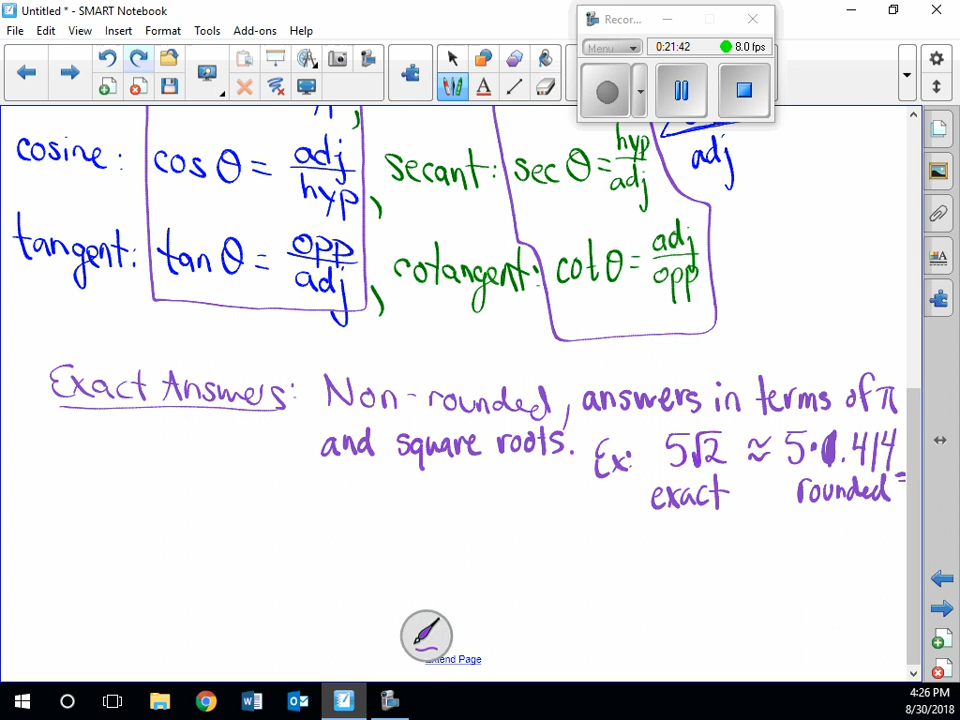 Untitled * - SMART Notebook
File Edit View Insert Format Tools Add-ons Help
Recor...
Menu 0:21:42 8.0 fps
cosine: cos θ = adj/hyp, secant: sec θ = hyp/adj
adj
tangent: tan θ = opp/adj, cotangent: cot θ = adj/opp
Exact Answers: Non-rounded, answers in terms of π
and square roots. Ex: 5√2 ≈ 5·1.414
exact rounded =
Extend Page
4:26 PM
8/30/2018